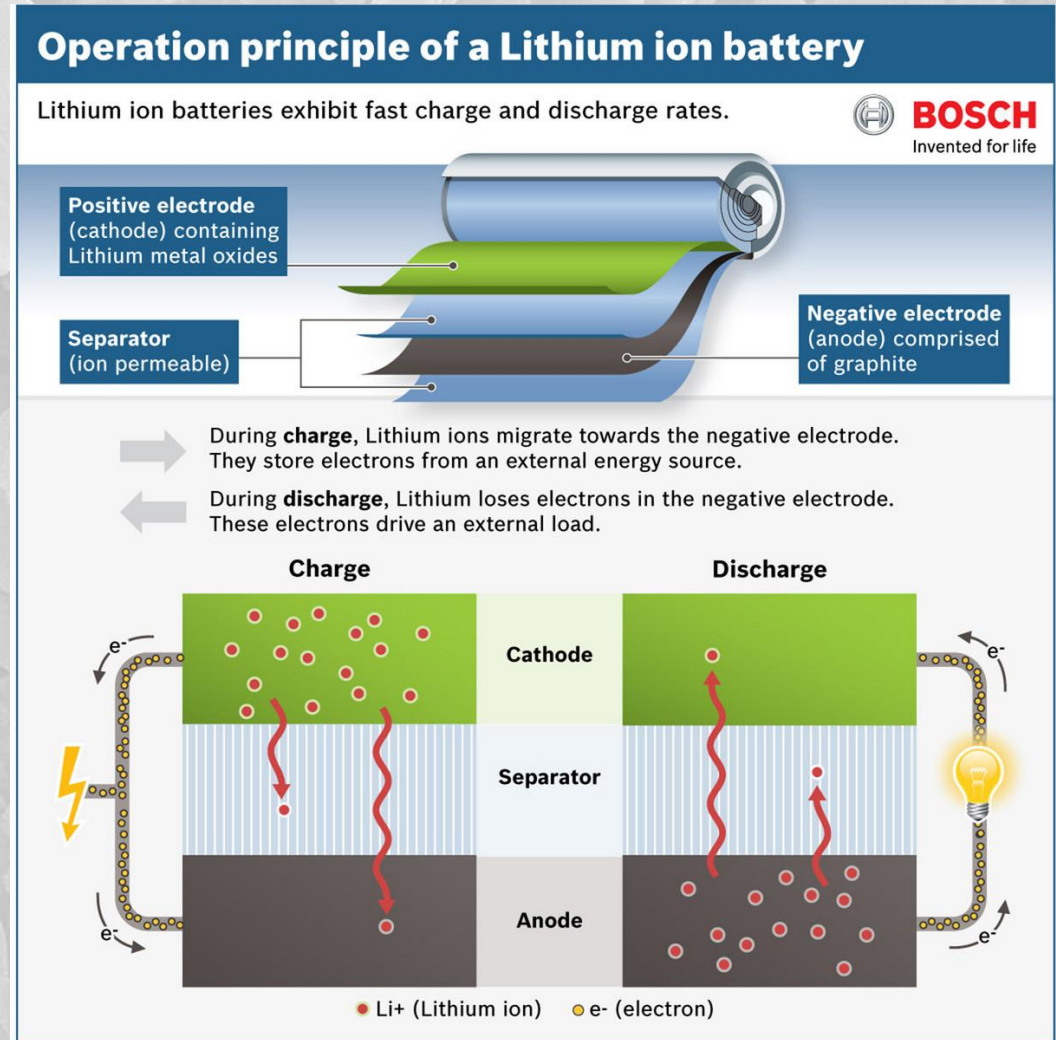 Operation principle of a Lithium ion battery
Lithium ion batteries exhibit fast charge and discharge rates.
BOSCH
Invented for life
Positive electrode
(cathode) containing
Lithium metal oxides
Separator
(ion permeable)
Negative electrode
(anode) comprised
of graphite
During charge, Lithium ions migrate towards the negative electrode.
They store electrons from an external energy source.
During discharge, Lithium loses electrons in the negative electrode.
These electrons drive an external load.
Charge
Discharge
e-
Cathode
e-
Separator
e-
Anode
e-
Li+ (Lithium ion)
e- (electron)